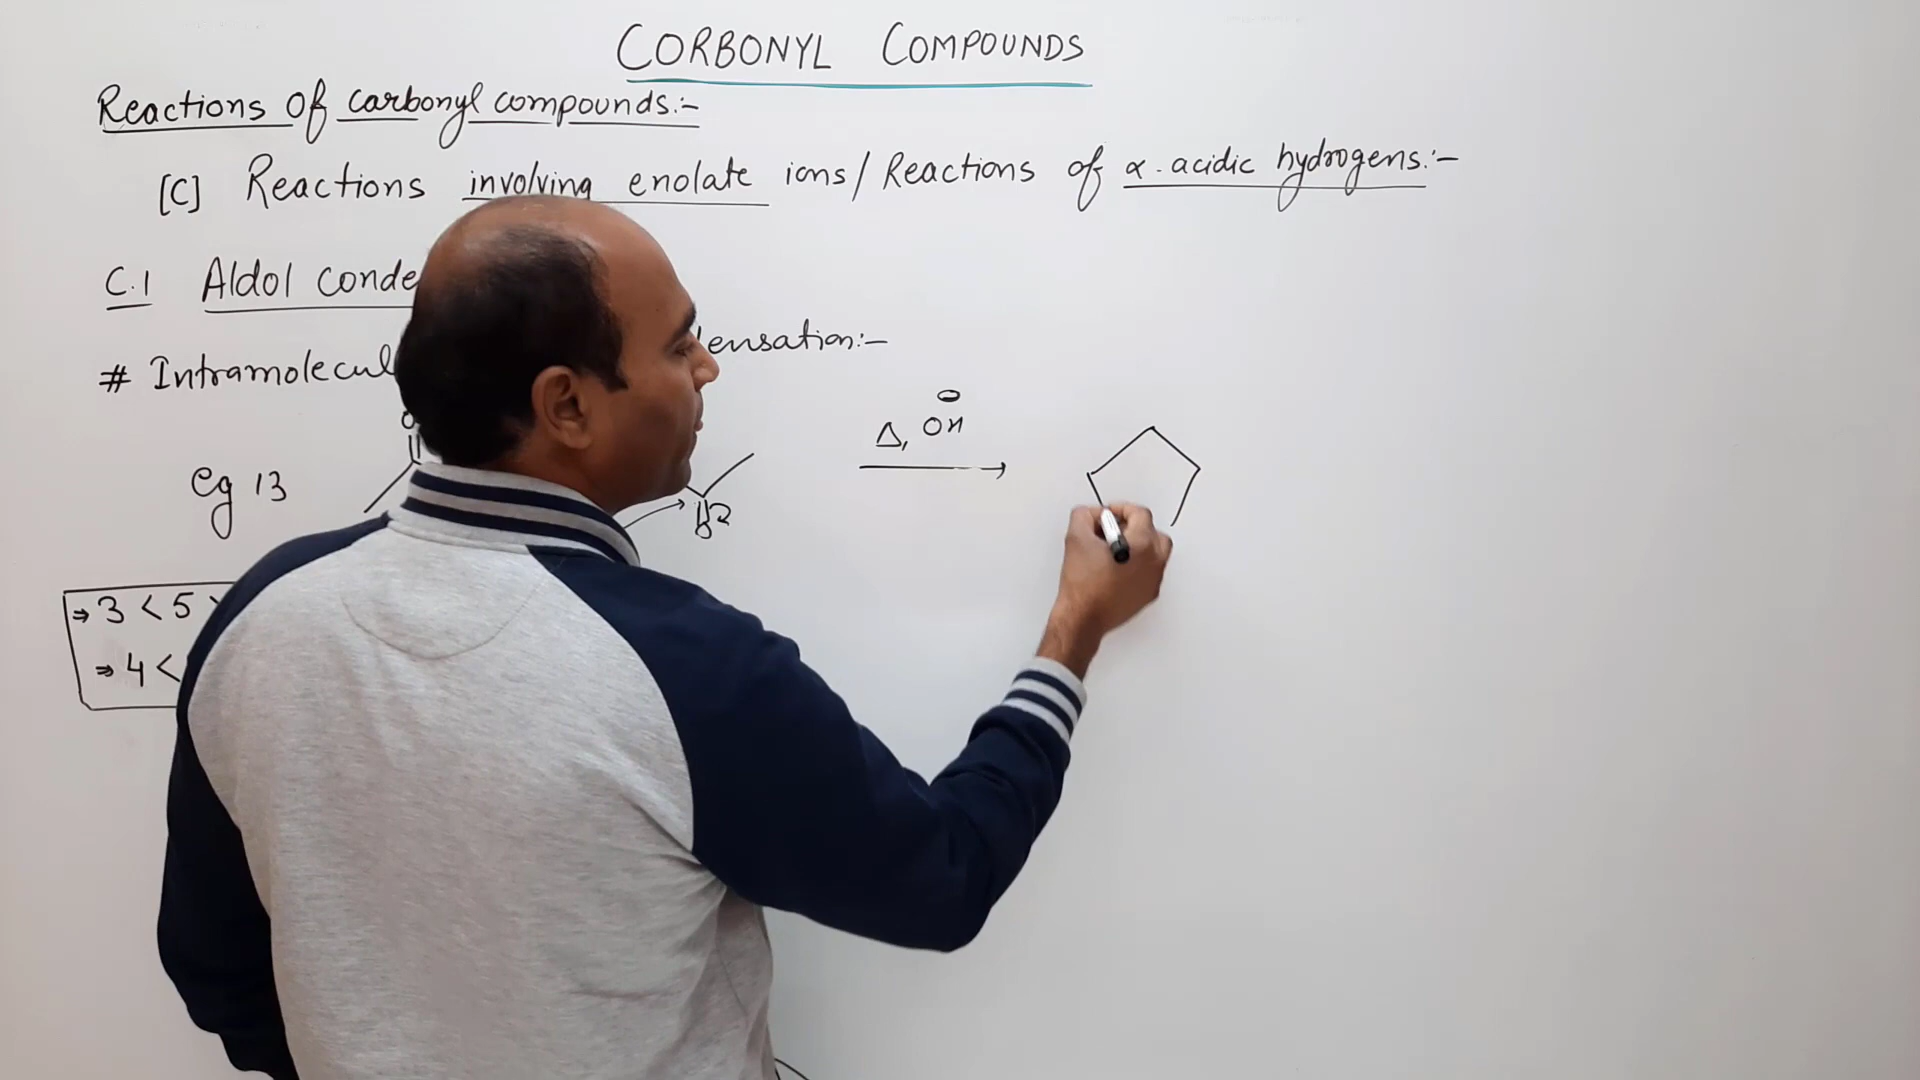 CORBONYL COMPOUNDS
Reactions Of carbonyl compounds:-
[C] Reactions involving enolate ions/Reactions of α-acidic hydrogens:-
C.1 Aldol conde
# Intramolecul ensation:-
O
Δ, OH
⊖
eg 13
O
⇒ 3 < 5
⇒ 4 <